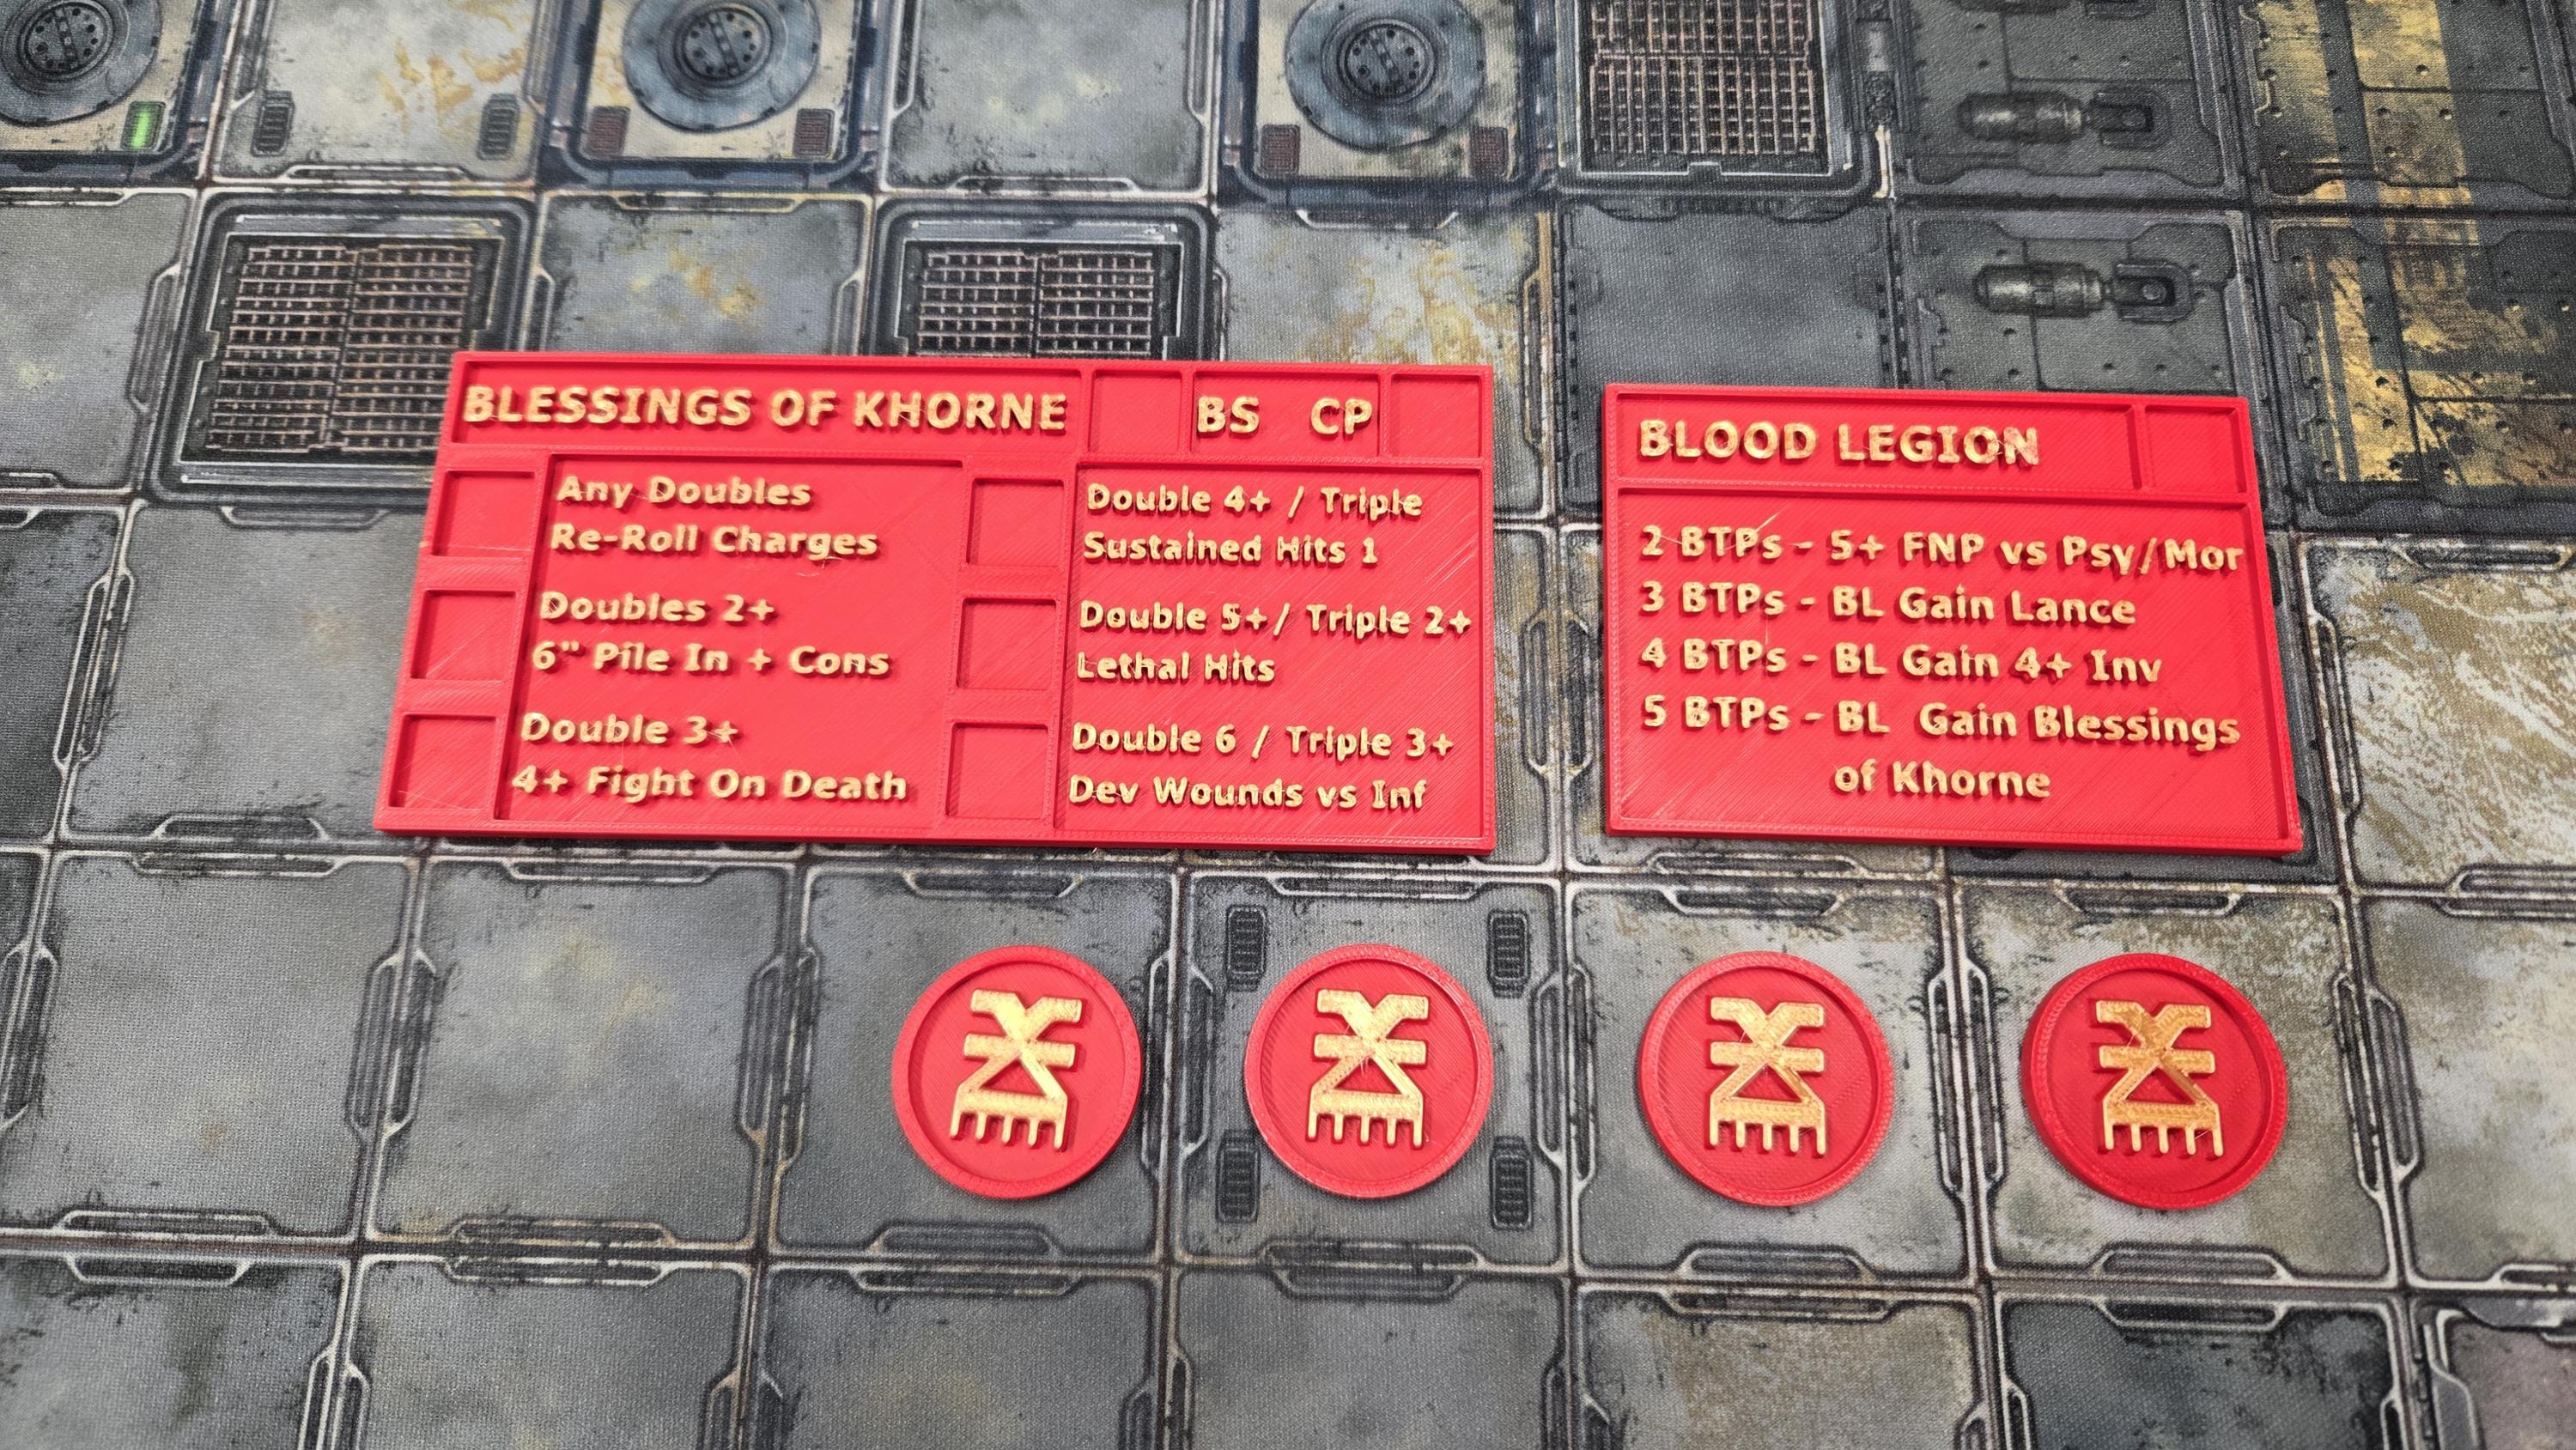 BLESSINGS OF KHORNE
BS CP
Any Doubles
Re-Roll Charges
Doubles 2+
6" Pile In + Cons
Double 3+
4+ Fight On Death
Double 4+ / Triple
Sustained Hits 1
Double 5+/ Triple 2+
Lethal Hits
Double 6 / Triple 3+
Dev Wounds vs Inf
BLOOD LEGION
2 BTPs - 5+ FNP vs Psy/Mor
3 BTPs - BL Gain Lance
4 BTPs - BL Gain 4+ Inv
5 BTPs - BL Gain Blessings
of Khorne